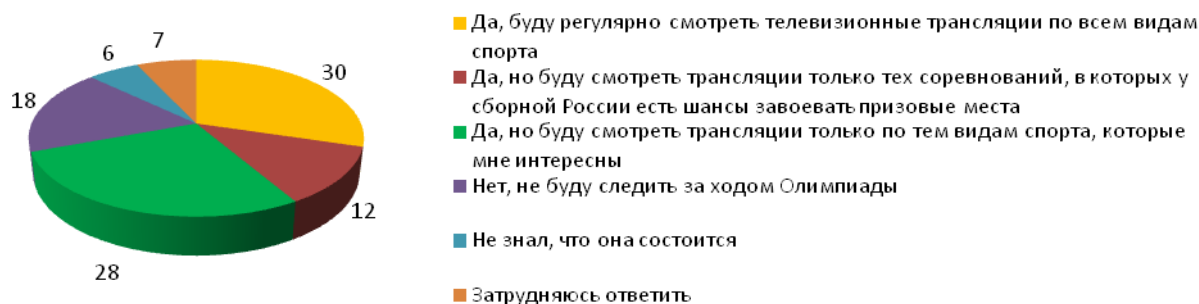 7
6
30
18
12
28
Да, буду регулярно смотреть телевизионные трансляции по всем видам
спорта
Да, но буду смотреть трансляции только тех соревнований, в которых у
сборной России есть шансы завоевать призовые места
Да, но буду смотреть трансляции только по тем видам спорта, которые
мне интересны
Нет, не буду следить за ходом Олимпиады
Не знал, что она состоится
Затрудняюсь ответить